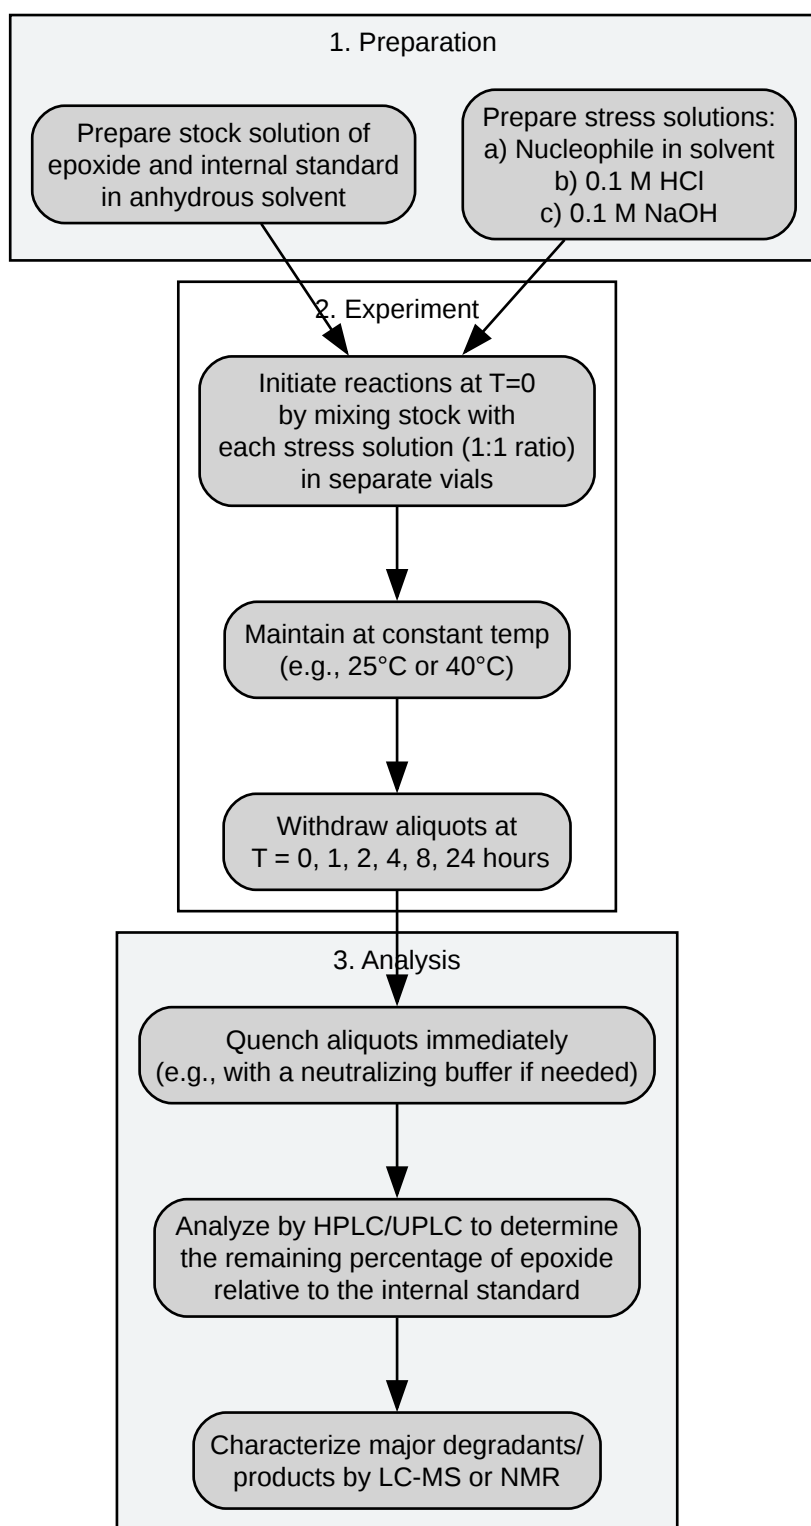 1. Preparation
Prepare stock solution of
epoxide and internal standard
in anhydrous solvent
Prepare stress solutions:
a) Nucleophile in solvent
b) 0.1 M HCl
c) 0.1 M NaOH
2. Experiment
Initiate reactions at T=0
by mixing stock with
each stress solution (1:1 ratio)
in separate vials
Maintain at constant temp
(e.g., 25°C or 40°C)
Withdraw aliquots at
T = 0, 1, 2, 4, 8, 24 hours
3. Analysis
Quench aliquots immediately
(e.g., with a neutralizing buffer if needed)
Analyze by HPLC/UPLC to determine
the remaining percentage of epoxide
relative to the internal standard
Characterize major degradants/
products by LC-MS or NMR